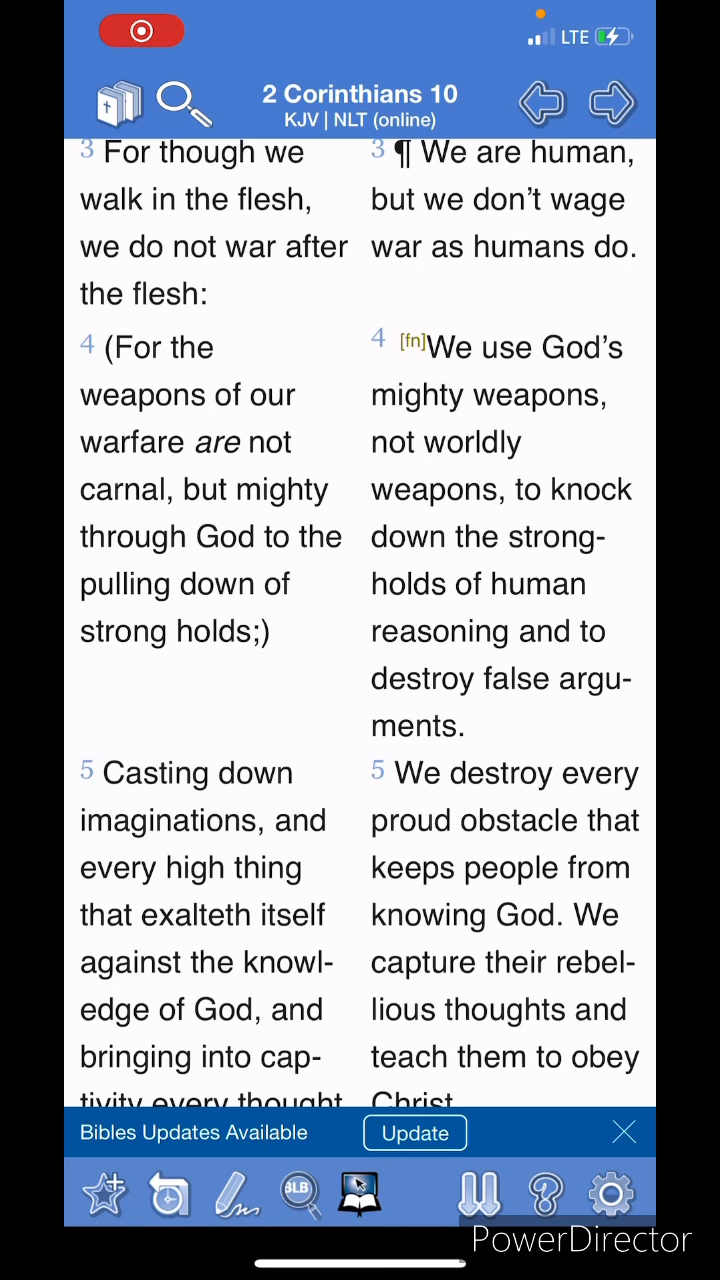 LTE
2 Corinthians 10
KJV | NLT (online)
3 For though we
walk in the flesh,
we do not war after
the flesh:
4 (For the
weapons of our
warfare are not
carnal, but mighty
through God to the
pulling down of
strong holds;)
5 Casting down
imaginations, and
every high thing
that exalteth itself
against the knowl-
edge of God, and
bringing into cap-
tivity every thought
3 ¶ We are human,
but we don’t wage
war as humans do.
4 [fn]We use God’s
mighty weapons,
not worldly
weapons, to knock
down the strong-
holds of human
reasoning and to
destroy false argu-
ments.
5 We destroy every
proud obstacle that
keeps people from
knowing God. We
capture their rebel-
lious thoughts and
teach them to obey
Christ
Bibles Updates Available
Update
BLB
PowerDirector